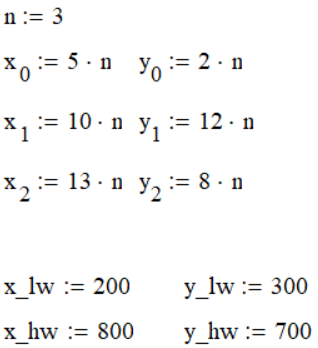 n := 3
x₀ := 5 · n y₀ := 2 · n
x₁ := 10 · n y₁ := 12 · n
x₂ := 13 · n y₂ := 8 · n
x_lw := 200 y_lw := 300
x_hw := 800 y_hw := 700